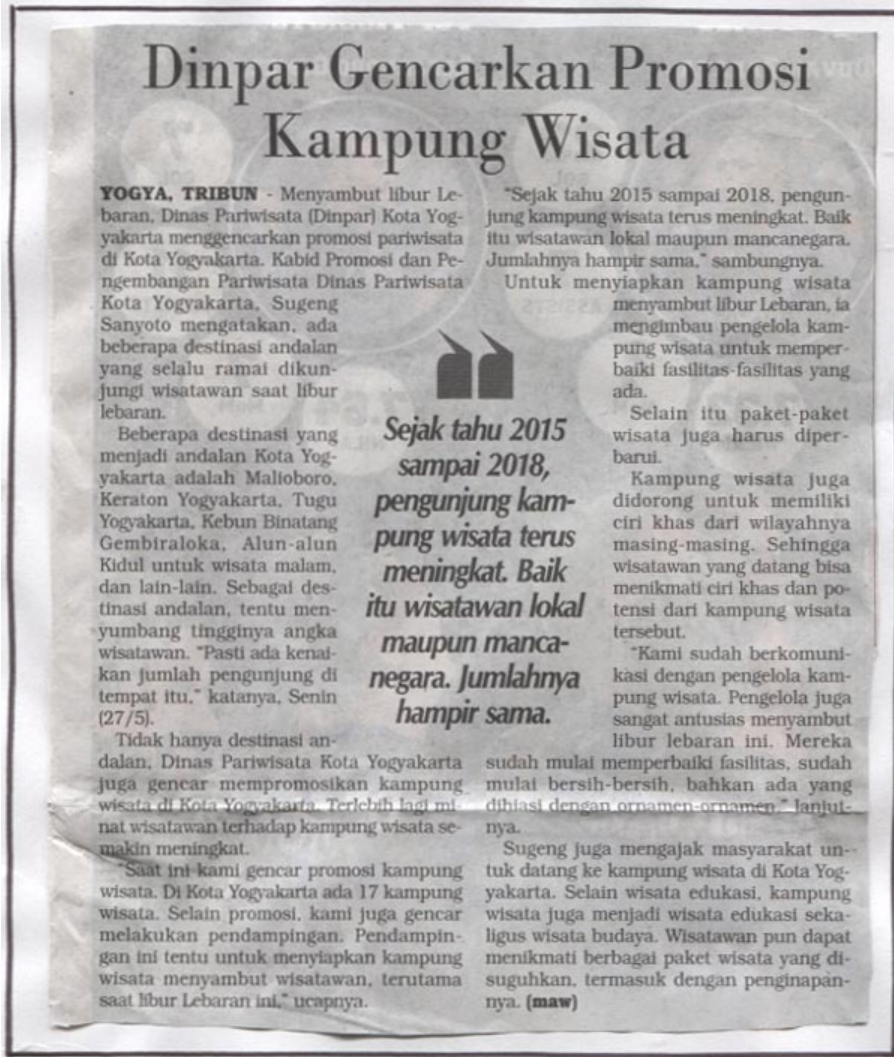 Dinpar Gencarkan Promosi
Kampung Wisata
YOGYA, TRIBUN - Menyambut libur Le-
baran, Dinas Pariwisata (Dinpar) Kota Yog-
yakarta menggencarkan promosi pariwisata
di Kota Yogyakarta. Kabid Promosi dan Pe-
ngembangan Pariwisata Dinas Pariwisata
Kota Yogyakarta, Sugeng
Sanyoto mengatakan, ada
beberapa destinasi andalan
yang selalu ramai dikun-
jungi wisatawan saat libur
lebaran.
Beberapa destinasi yang
menjadi andalan Kota Yog-
yakarta adalah Malioboro,
Keraton Yogyakarta, Tugu
Yogyakarta, Kebun Binatang
Gembiraloka, Alun-alun
Kidul untuk wisata malam,
dan lain-lain. Sebagai des-
tinasi andalan, tentu men-
yumbang tingginya angka
wisatawan. "Pasti ada kenai-
kan jumlah pengunjung di
tempat itu," katanya, Senin
(27/5).
Tidak hanya destinasi an-
dalan, Dinas Pariwisata Kota Yogyakarta
juga gencar mempromosikan kampung
wisata di Kota Yogyakarta. Terlebih lagi mi-
nat wisatawan terhadap kampung wisata se-
makin meningkat.
"Saat ini kami gencar promosi kampung
wisata. Di Kota Yogyakarta ada 17 kampung
wisata. Selain promosi, kami juga gencar
melakukan pendampingan. Pendampin-
gan ini tentu untuk menyiapkan kampung
wisata menyambut wisatawan, terutama
saat libur Lebaran ini," ucapnya.
Sejak tahu 2015
sampai 2018,
pengunjung kam-
pung wisata terus
meningkat. Baik
itu wisatawan lokal
maupun manca-
negara. Jumlahnya
hampir sama.
"Sejak tahu 2015 sampai 2018, pengun-
jung kampung wisata terus meningkat. Baik
itu wisatawan lokal maupun mancanegara.
Jumlahnya hampir sama," sambungnya.
Untuk menyiapkan kampung wisata
menyambut libur Lebaran, ia
mengimbau pengelola kam-
pung wisata untuk memper-
baiki fasilitas-fasilitas yang
ada.
Selain itu paket-paket
wisata juga harus diper-
barui.
Kampung wisata juga
didorong untuk memiliki
ciri khas dari wilayahnya
masing-masing. Sehingga
wisatawan yang datang bisa
menikmati ciri khas dan po-
tensi dari kampung wisata
tersebut.
"Kami sudah berkomuni-
kasi dengan pengelola kam-
pung wisata. Pengelola juga
sangat antusias menyambut
libur lebaran ini. Mereka
sudah mulai memperbaiki fasilitas, sudah
mulai bersih-bersih, bahkan ada yang
dihiasi dengan ornamen-ornamen," lanjut-
nya.
Sugeng juga mengajak masyarakat un-
tuk datang ke kampung wisata di Kota Yog-
yakarta. Selain wisata edukasi, kampung
wisata juga menjadi wisata edukasi seka-
ligus wisata budaya. Wisatawan pun dapat
menikmati berbagai paket wisata yang di-
suguhkan, termasuk dengan penginapan-
nya. (maw)